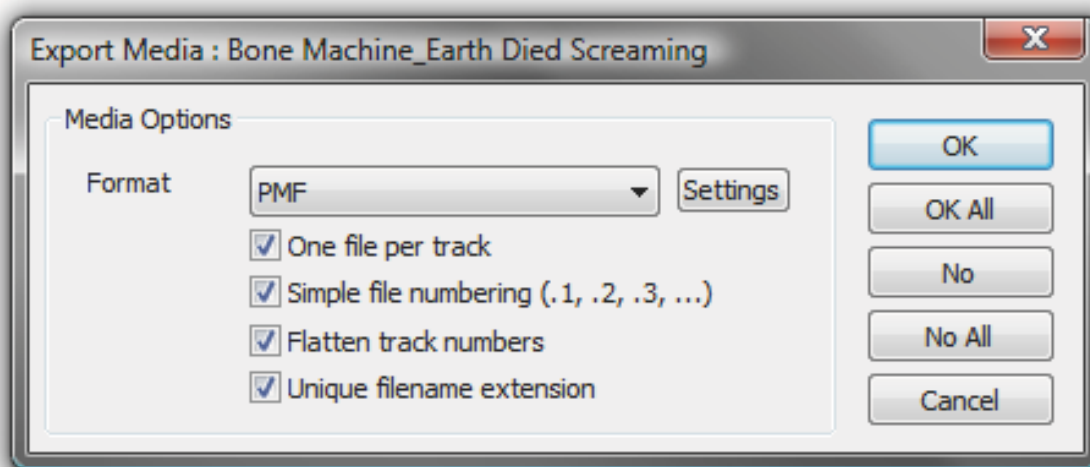 Export Media : Bone Machine_Earth Died Screaming
Media Options
Format
PMF
Settings
One file per track
Simple file numbering (.1, .2, .3, ...)
Flatten track numbers
Unique filename extension
OK
OK All
No
No All
Cancel